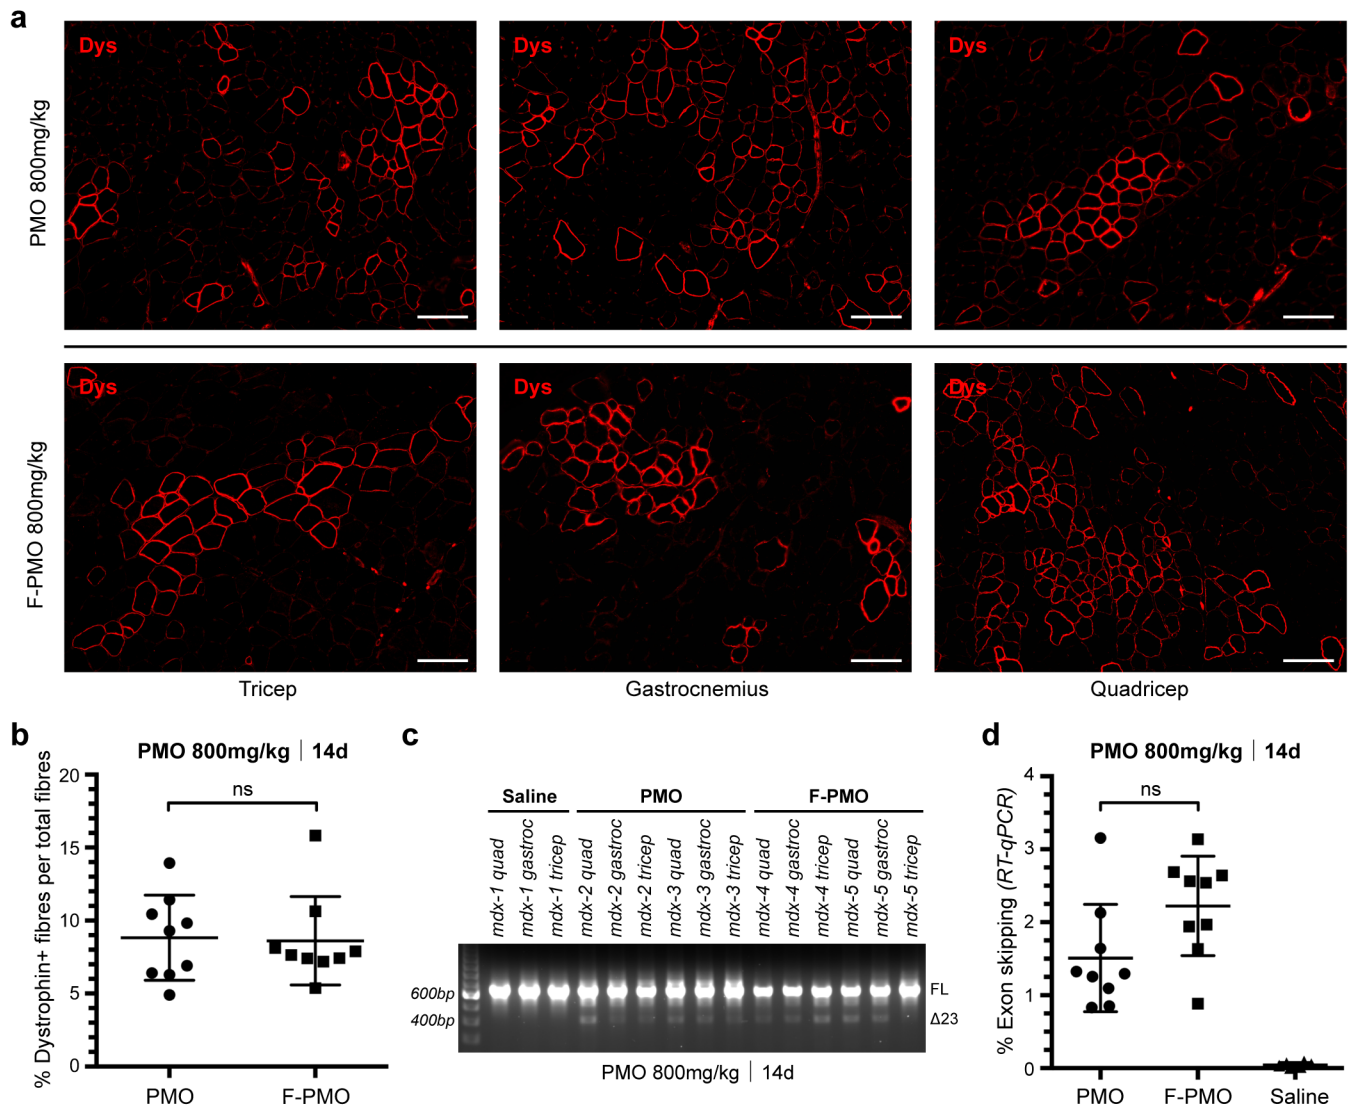 a
Dys
Dys
Dys
PMO 800mg/kg
Dys
Dys
Dys
F-PMO 800mg/kg
Tricep
Gastrocnemius
Quadricep
b
PMO 800mg/kg | 14d
% Dystrophin+ fibres per total fibres
20
15
10
5
0
ns
PMO
F-PMO
c
Saline
PMO
F-PMO
mdx-1 quad
mdx-1 gastroc
mdx-1 tricep
mdx-2 quad
mdx-2 gastroc
mdx-2 tricep
mdx-3 quad
mdx-3 gastroc
mdx-3 tricep
mdx-4 quad
mdx-4 gastroc
mdx-4 tricep
mdx-5 quad
mdx-5 gastroc
mdx-5 tricep
600bp
400bp
FL
Δ23
PMO 800mg/kg | 14d
d
PMO 800mg/kg | 14d
% Exon skipping (RT-qPCR)
4
3
2
1
0
ns
PMO
F-PMO
Saline